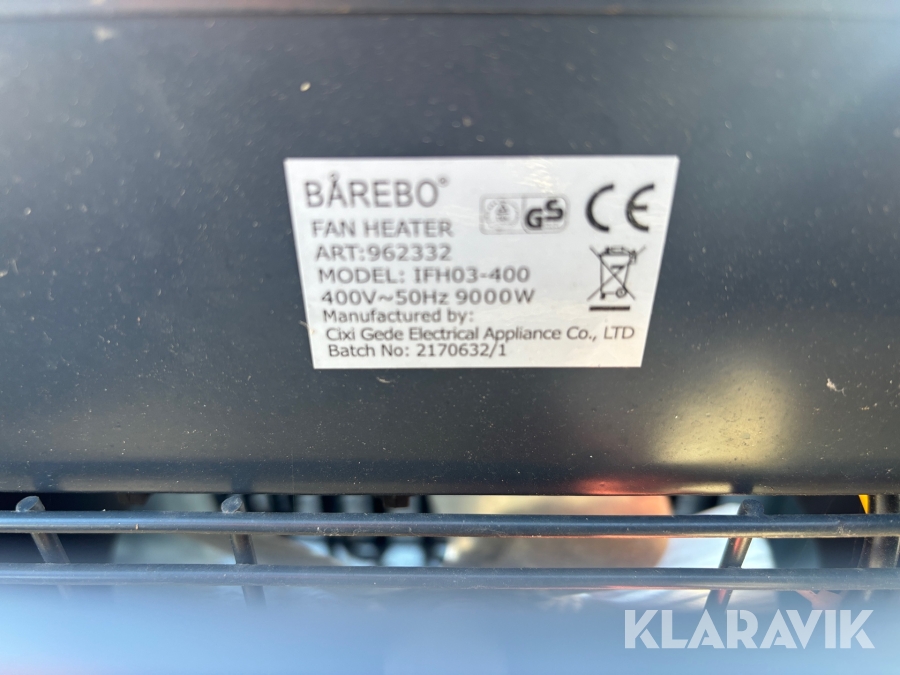 BÅREBO®
GS
CE
FAN HEATER
ART:962332
MODEL: IFH03-400
400V~50Hz 9000W
Manufactured by:
Cixi Gede Electrical Appliance Co., LTD
Batch No: 2170632/1
KLARAVIK